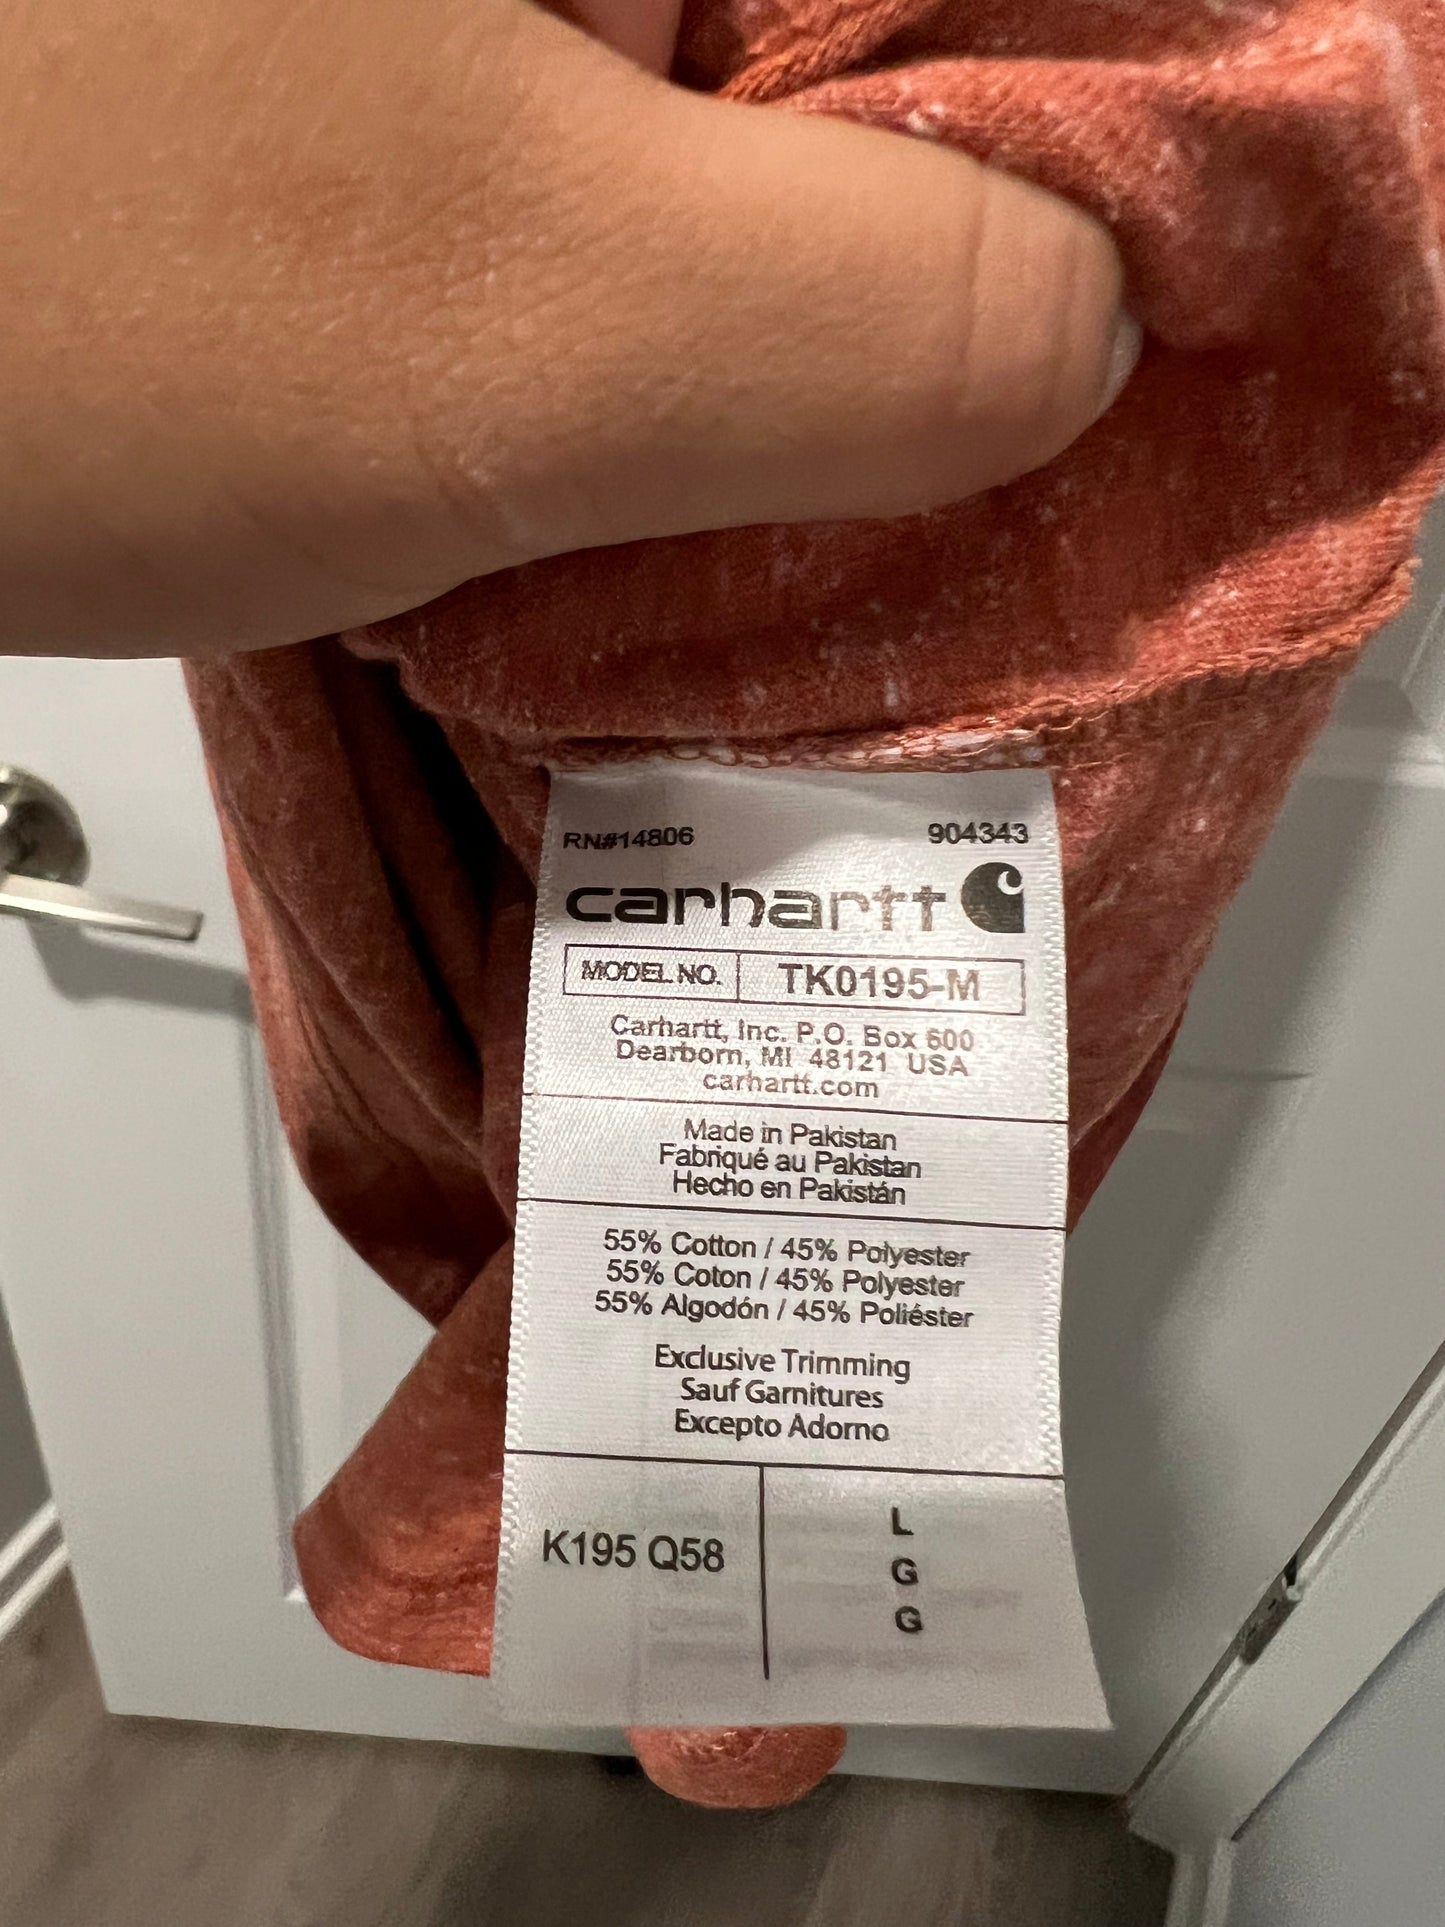 RN#14806 904343
carhartt
MODEL NO. TK0195-M
Carhartt, Inc. P.O. Box 600
Dearborn, MI 48121 USA
carhartt.com
Made in Pakistan
Fabriqué au Pakistan
Hecho en Pakistán
55% Cotton / 45% Polyester
55% Coton / 45% Polyester
55% Algodón / 45% Poliéster
Exclusive Trimming
Sauf Garnitures
Excepto Adorno
K195 Q58
L
G
G